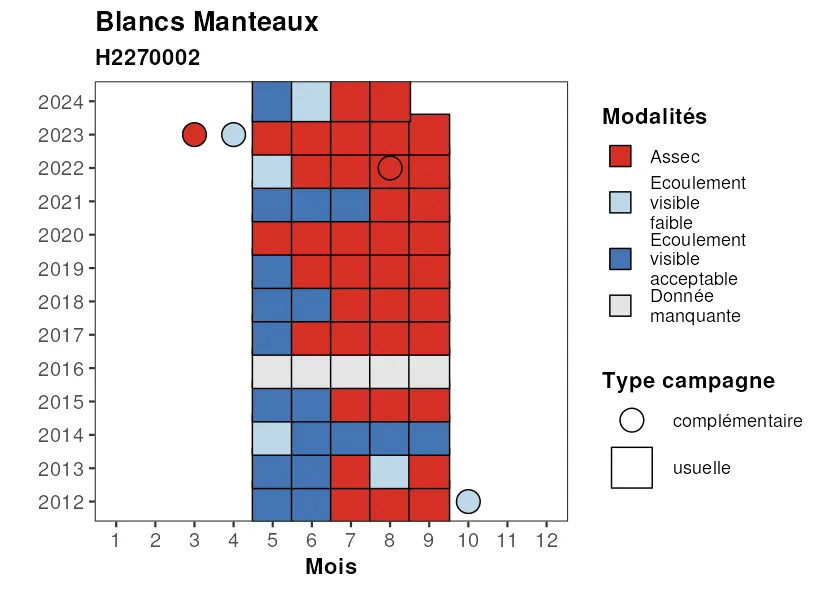 Blancs Manteaux
H2270002
2024
2023
2022
2021
2020
2019
2018
2017
2016
2015
2014
2013
2012
1 2 3 4 5 6 7 8 9 10 11 12
Mois
Modalités
Assec
Ecoulement
visible
faible
Ecoulement
visible
acceptable
Donnée
manquante
Type campagne
complémentaire
usuelle